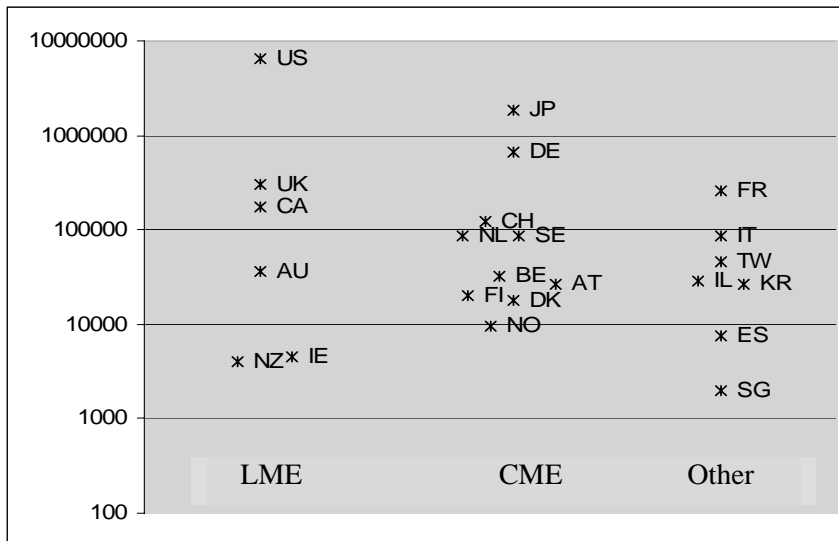 10000000
US
JP
1000000
DE
UK
FR
CA
100000
CH
NL SE
IT
TW
AU
BE
AT
IL KR
FI
DK
10000
NO
ES
NZ IE
SG
1000
LME CME Other
100